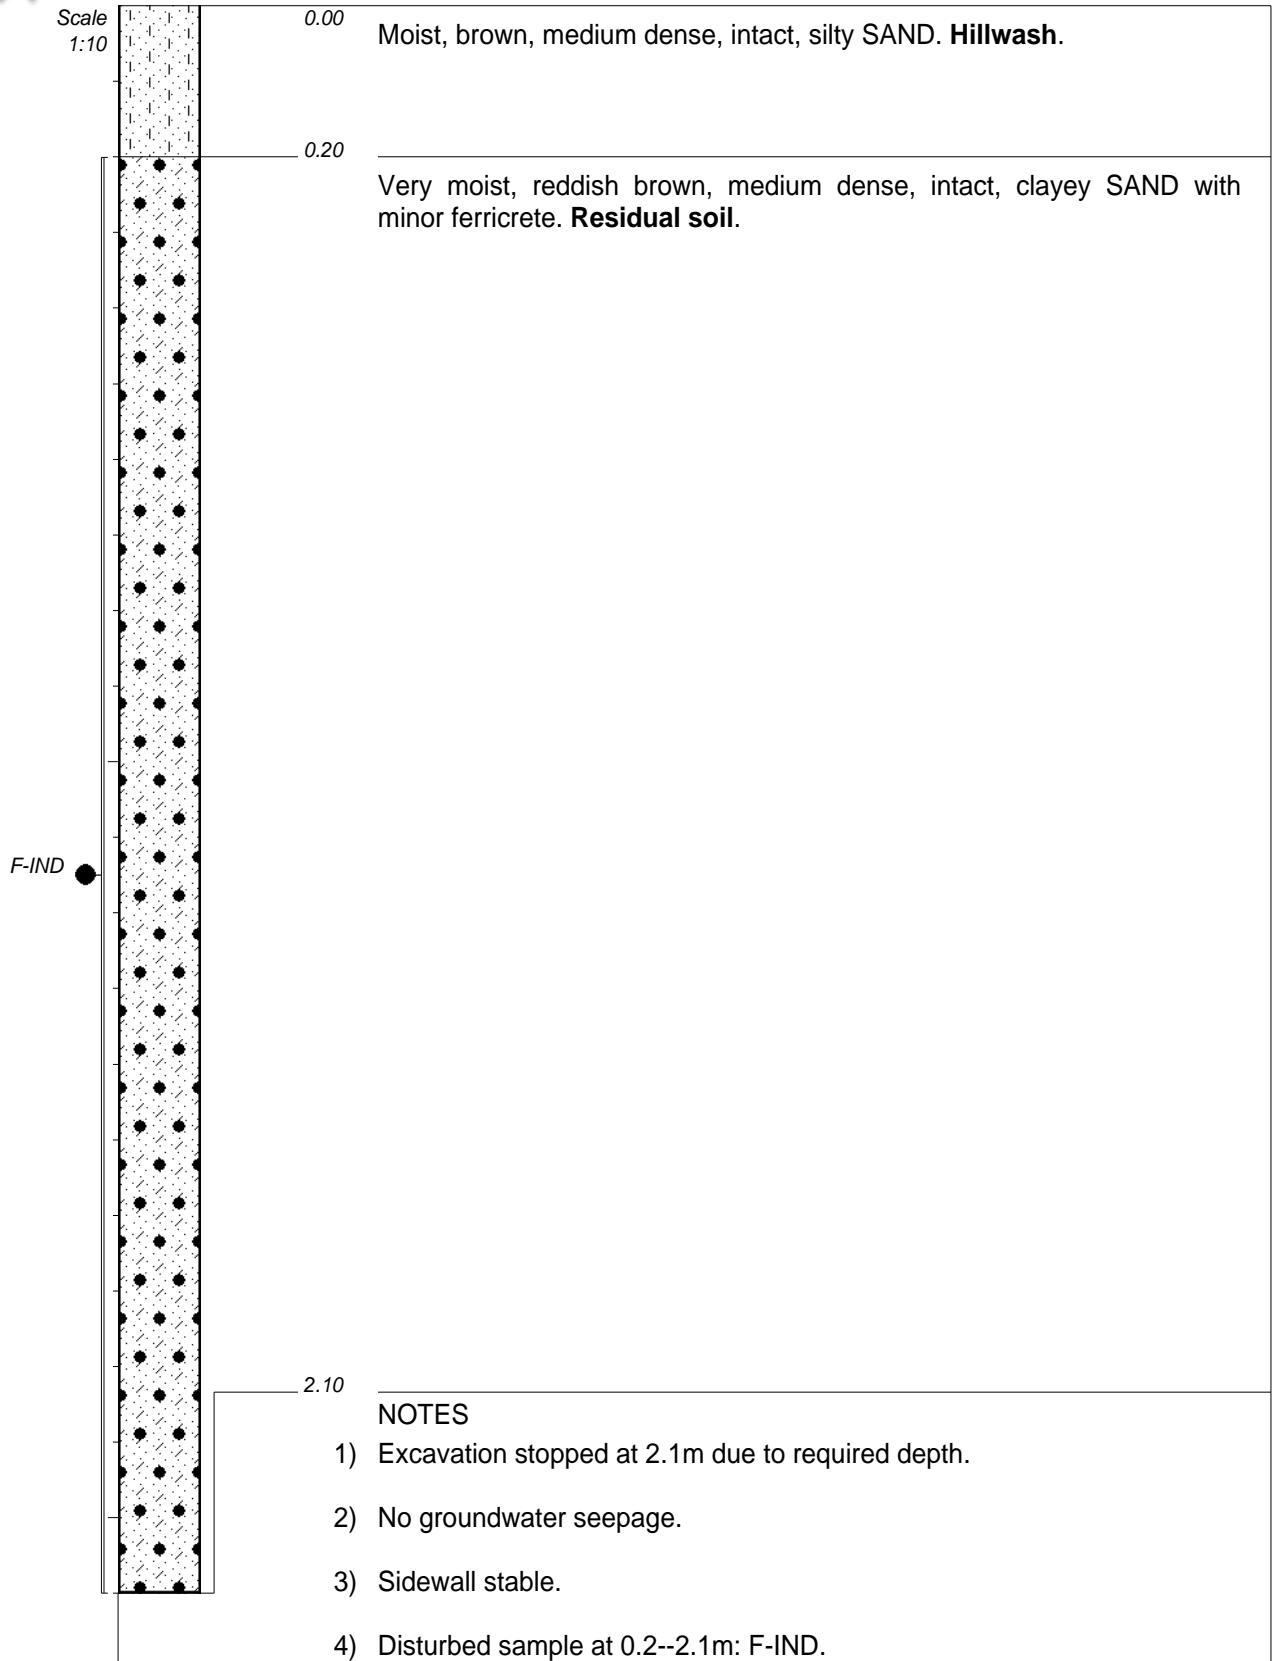 Scale
1:10
0.00
Moist, brown, medium dense, intact, silty SAND. Hillwash.
0.20
Very moist, reddish brown, medium dense, intact, clayey SAND with
minor ferricrete. Residual soil.
F-IND
2.10
NOTES
1) Excavation stopped at 2.1m due to required depth.
2) No groundwater seepage.
3) Sidewall stable.
4) Disturbed sample at 0.2--2.1m: F-IND.